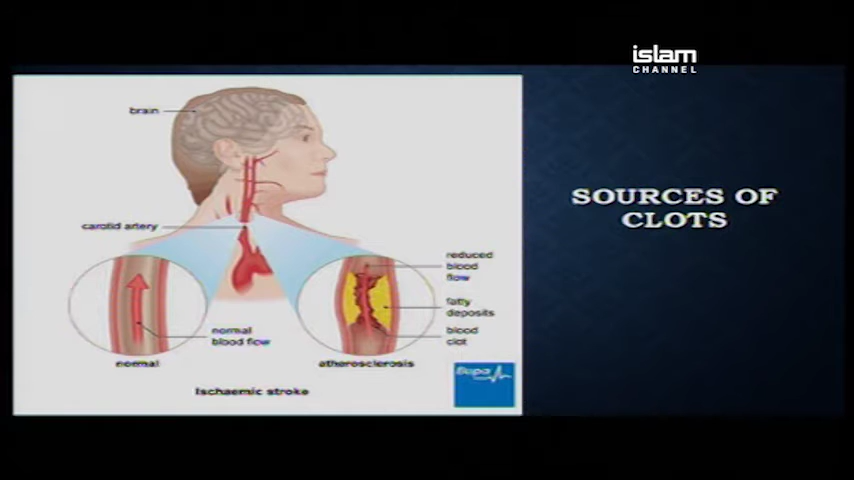 islam
CHANNEL
SOURCES OF
CLOTS
brain
carotid artery
reduced
blood
flow
fatty
deposits
blood
clot
normal
blood flow
normal
atherosclerosis
Ischaemic stroke
Bupa